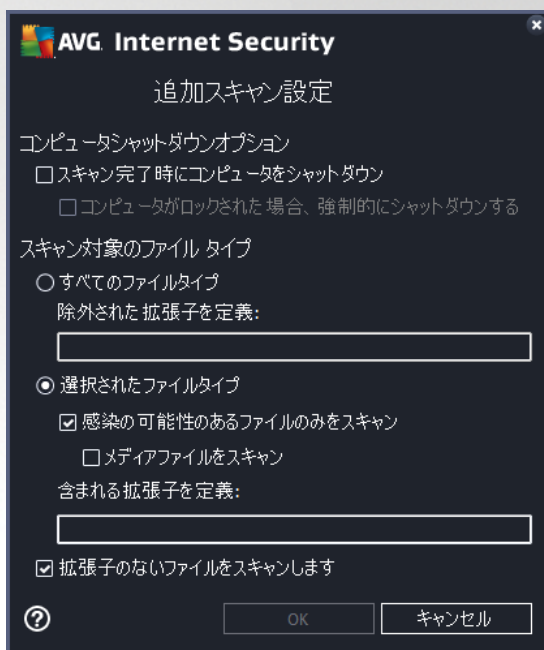 AVG Internet Security
追加スキャン設定
コンピュータシャットダウンオプション
スキャン完了時にコンピュータをシャットダウン
コンピュータがロックされた場合、強制的にシャットダウンする
スキャン対象のファイル タイプ
すべてのファイルタイプ
除外された拡張子を定義:
選択されたファイルタイプ
感染の可能性のあるファイルのみをスキャン
メディアファイルをスキャン
含まれる拡張子を定義:
拡張子のないファイルをスキャンします
OK
キャンセル